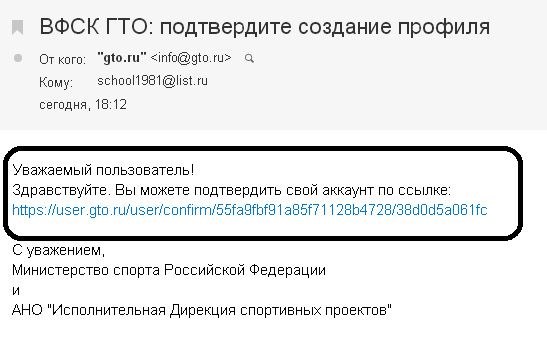 ВФСК ГТО: подтвердите создание профиля
От кого: "gto.ru" <info@gto.ru>
Кому: school1981@list.ru
сегодня, 18:12
Уважаемый пользователь!
Здравствуйте. Вы можете подтвердить свой аккаунт по ссылке:
https://user.gto.ru/user/confirm/55fa9fbf91a85f71128b4728/38d0d5a061fc
С уважением,
Министерство спорта Российской Федерации
и
АНО "Исполнительная Дирекция спортивных проектов"